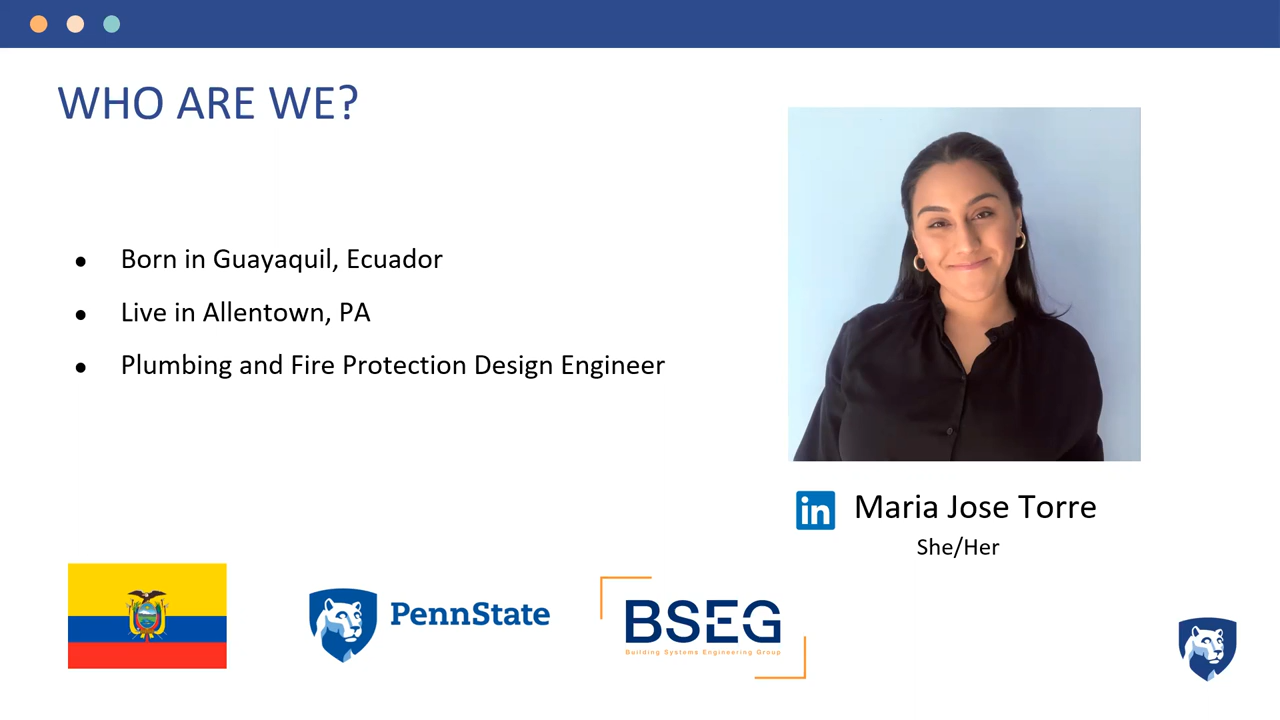 WHO ARE WE?
● Born in Guayaquil, Ecuador
● Live in Allentown, PA
● Plumbing and Fire Protection Design Engineer
in Maria Jose Torre
She/Her
PennState
BSEG
Building Systems Engineering Group